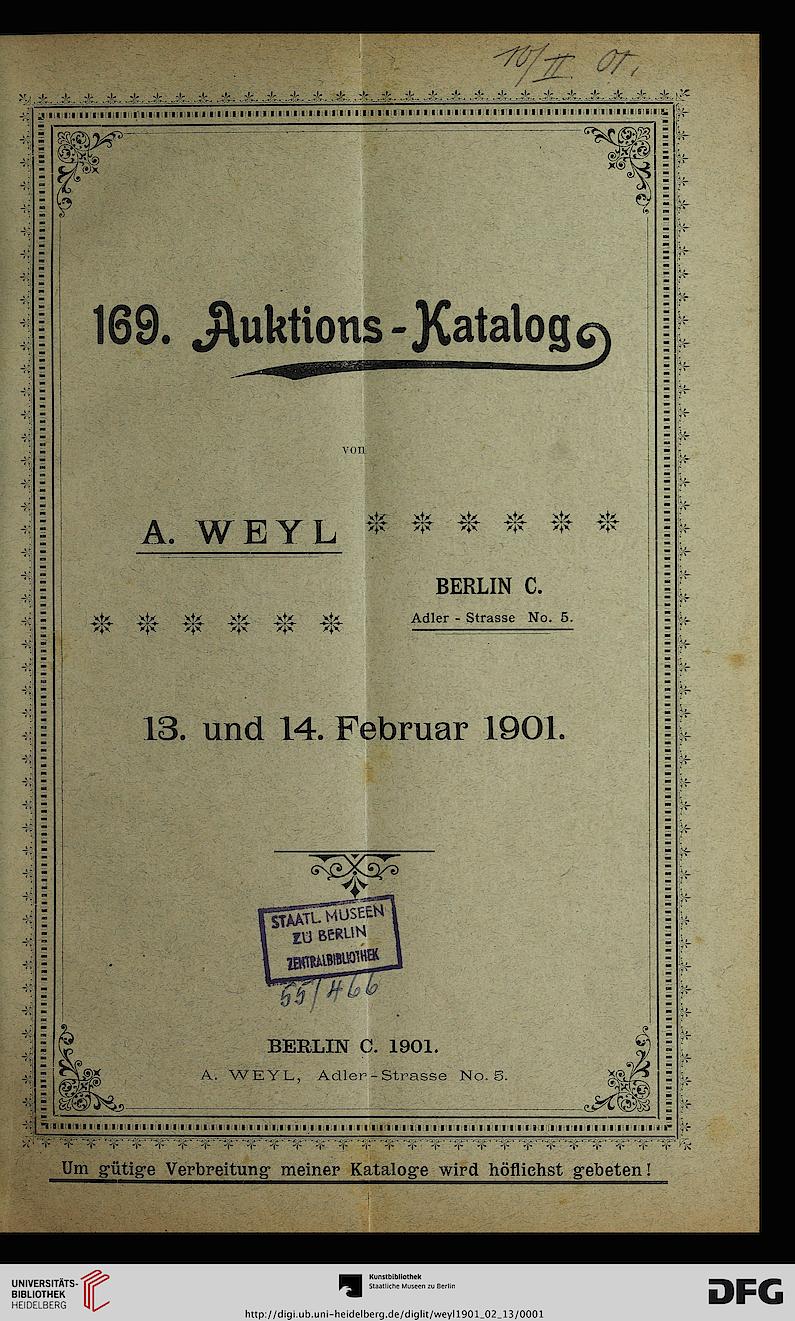 10/II 01.
169. Auktions-Katalog
von
A. WEYL
BERLIN C.
Adler - Strasse No. 5.
13. und 14. Februar 1901.
STAATL. MUSEEN
ZU BERLIN
ZENTRALBIBLIOTHEK
55/466
BERLIN C. 1901.
A. WEYL, Adler-Strasse No. 5.
Um gütige Verbreitung meiner Kataloge wird höflichst gebeten!
UNIVERSITÄTS-
BIBLIOTHEK
HEIDELBERG
Kunstbibliothek
Staatliche Museen zu Berlin
DFG
http://digi.ub.uni-heidelberg.de/diglit/weyl1901_02_13/0001